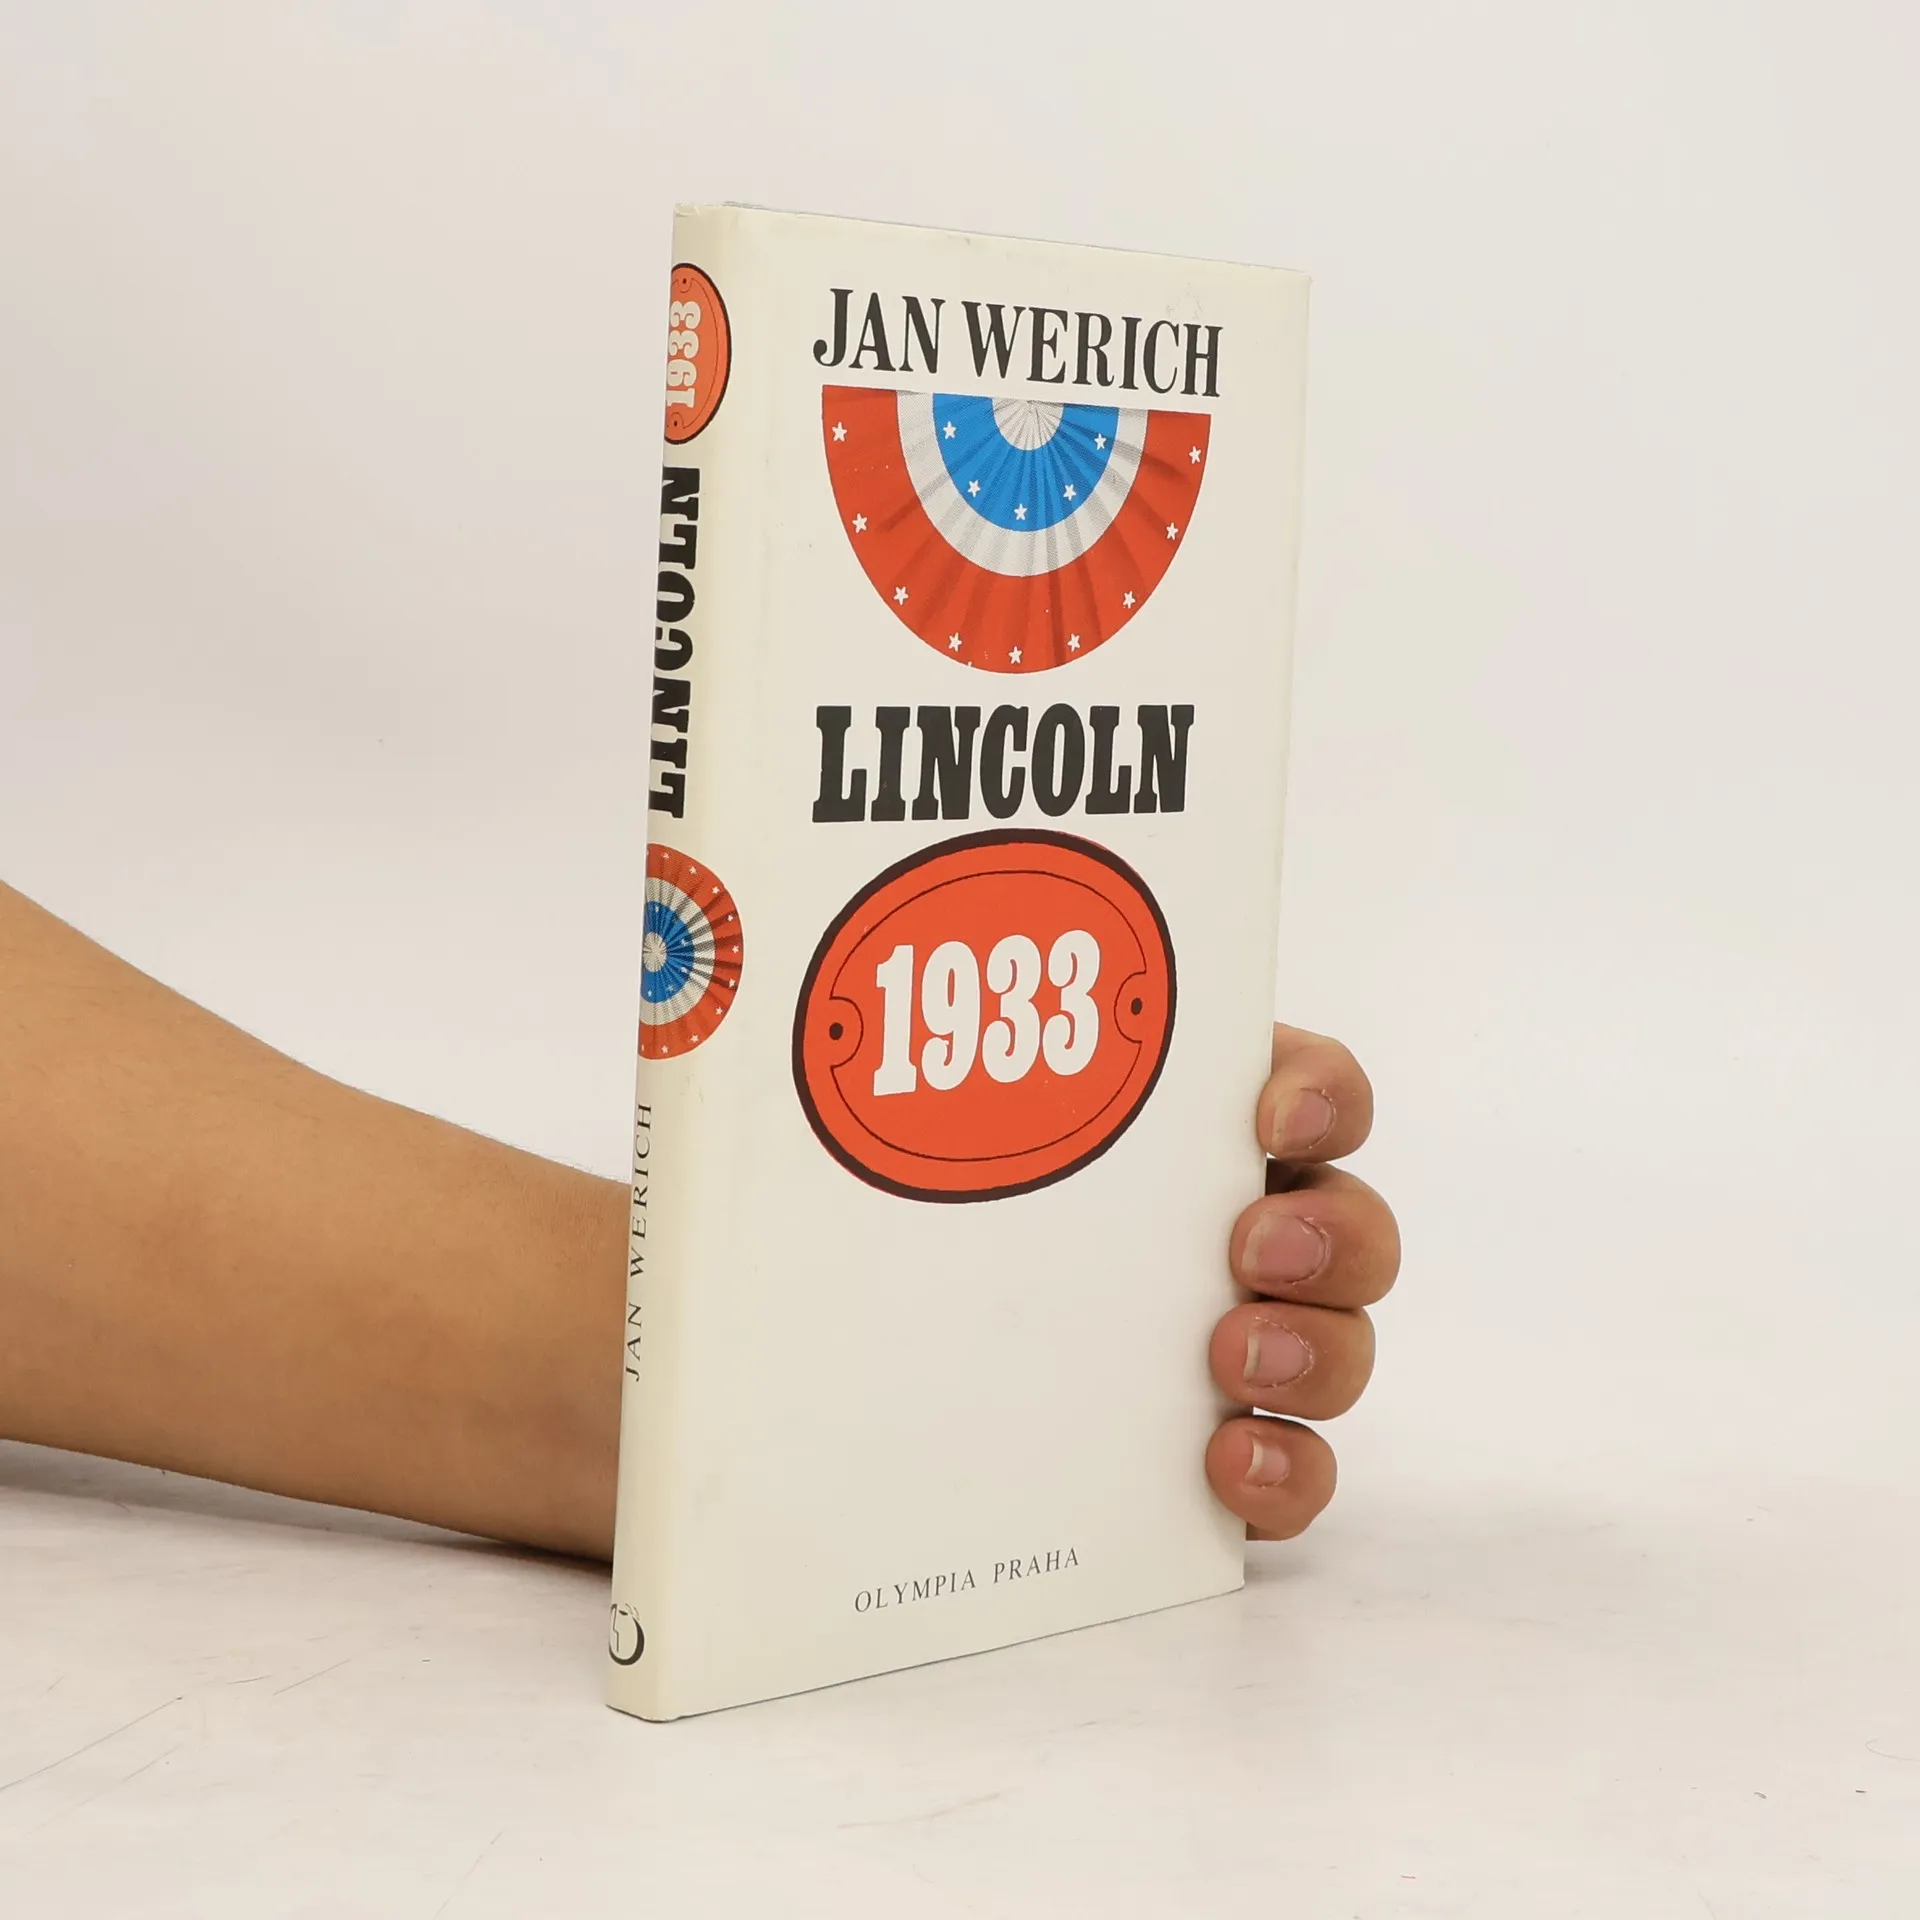 JAN WERICH
LINCOLN
1933
OLYMPIA PRAHA
JAN WERICH
LINCOLN
1933